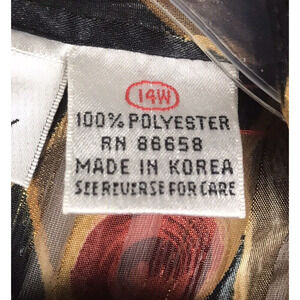 14W
100% POLYESTER
RN 86658
MADE IN KOREA
SEE REVERSE FOR CARE